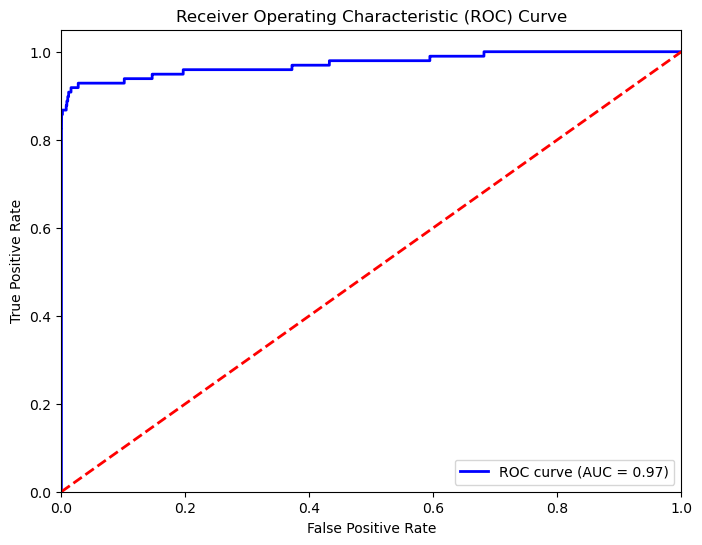 Receiver Operating Characteristic (ROC) Curve
1.0
0.8
0.6
0.4
0.2
0.0
True Positive Rate
ROC curve (AUC = 0.97)
0.0 0.2 0.4 0.6 0.8 1.0
False Positive Rate